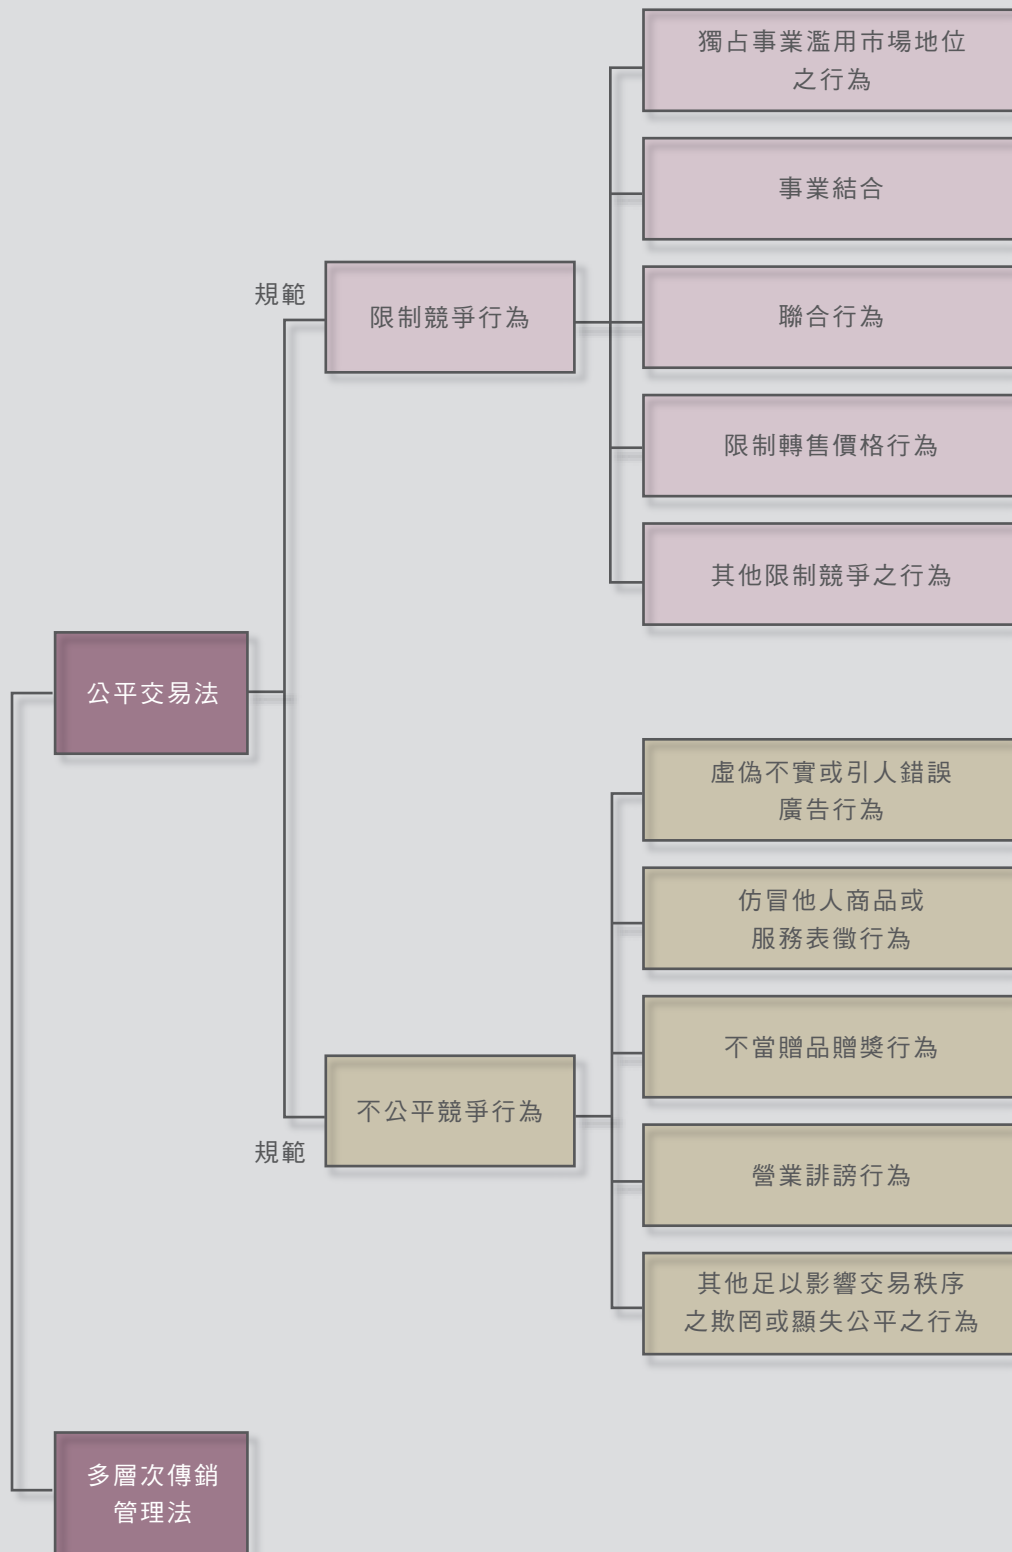 獨占事業濫用市場地位
之行為
事業結合
規範
限制競爭行為
聯合行為
限制轉售價格行為
其他限制競爭之行為
公平交易法
虛偽不實或引人錯誤
廣告行為
仿冒他人商品或
服務表徵行為
不當贈品贈獎行為
不公平競爭行為
規範
營業誹謗行為
其他足以影響交易秩序
之欺罔或顯失公平之行為
多層次傳銷
管理法